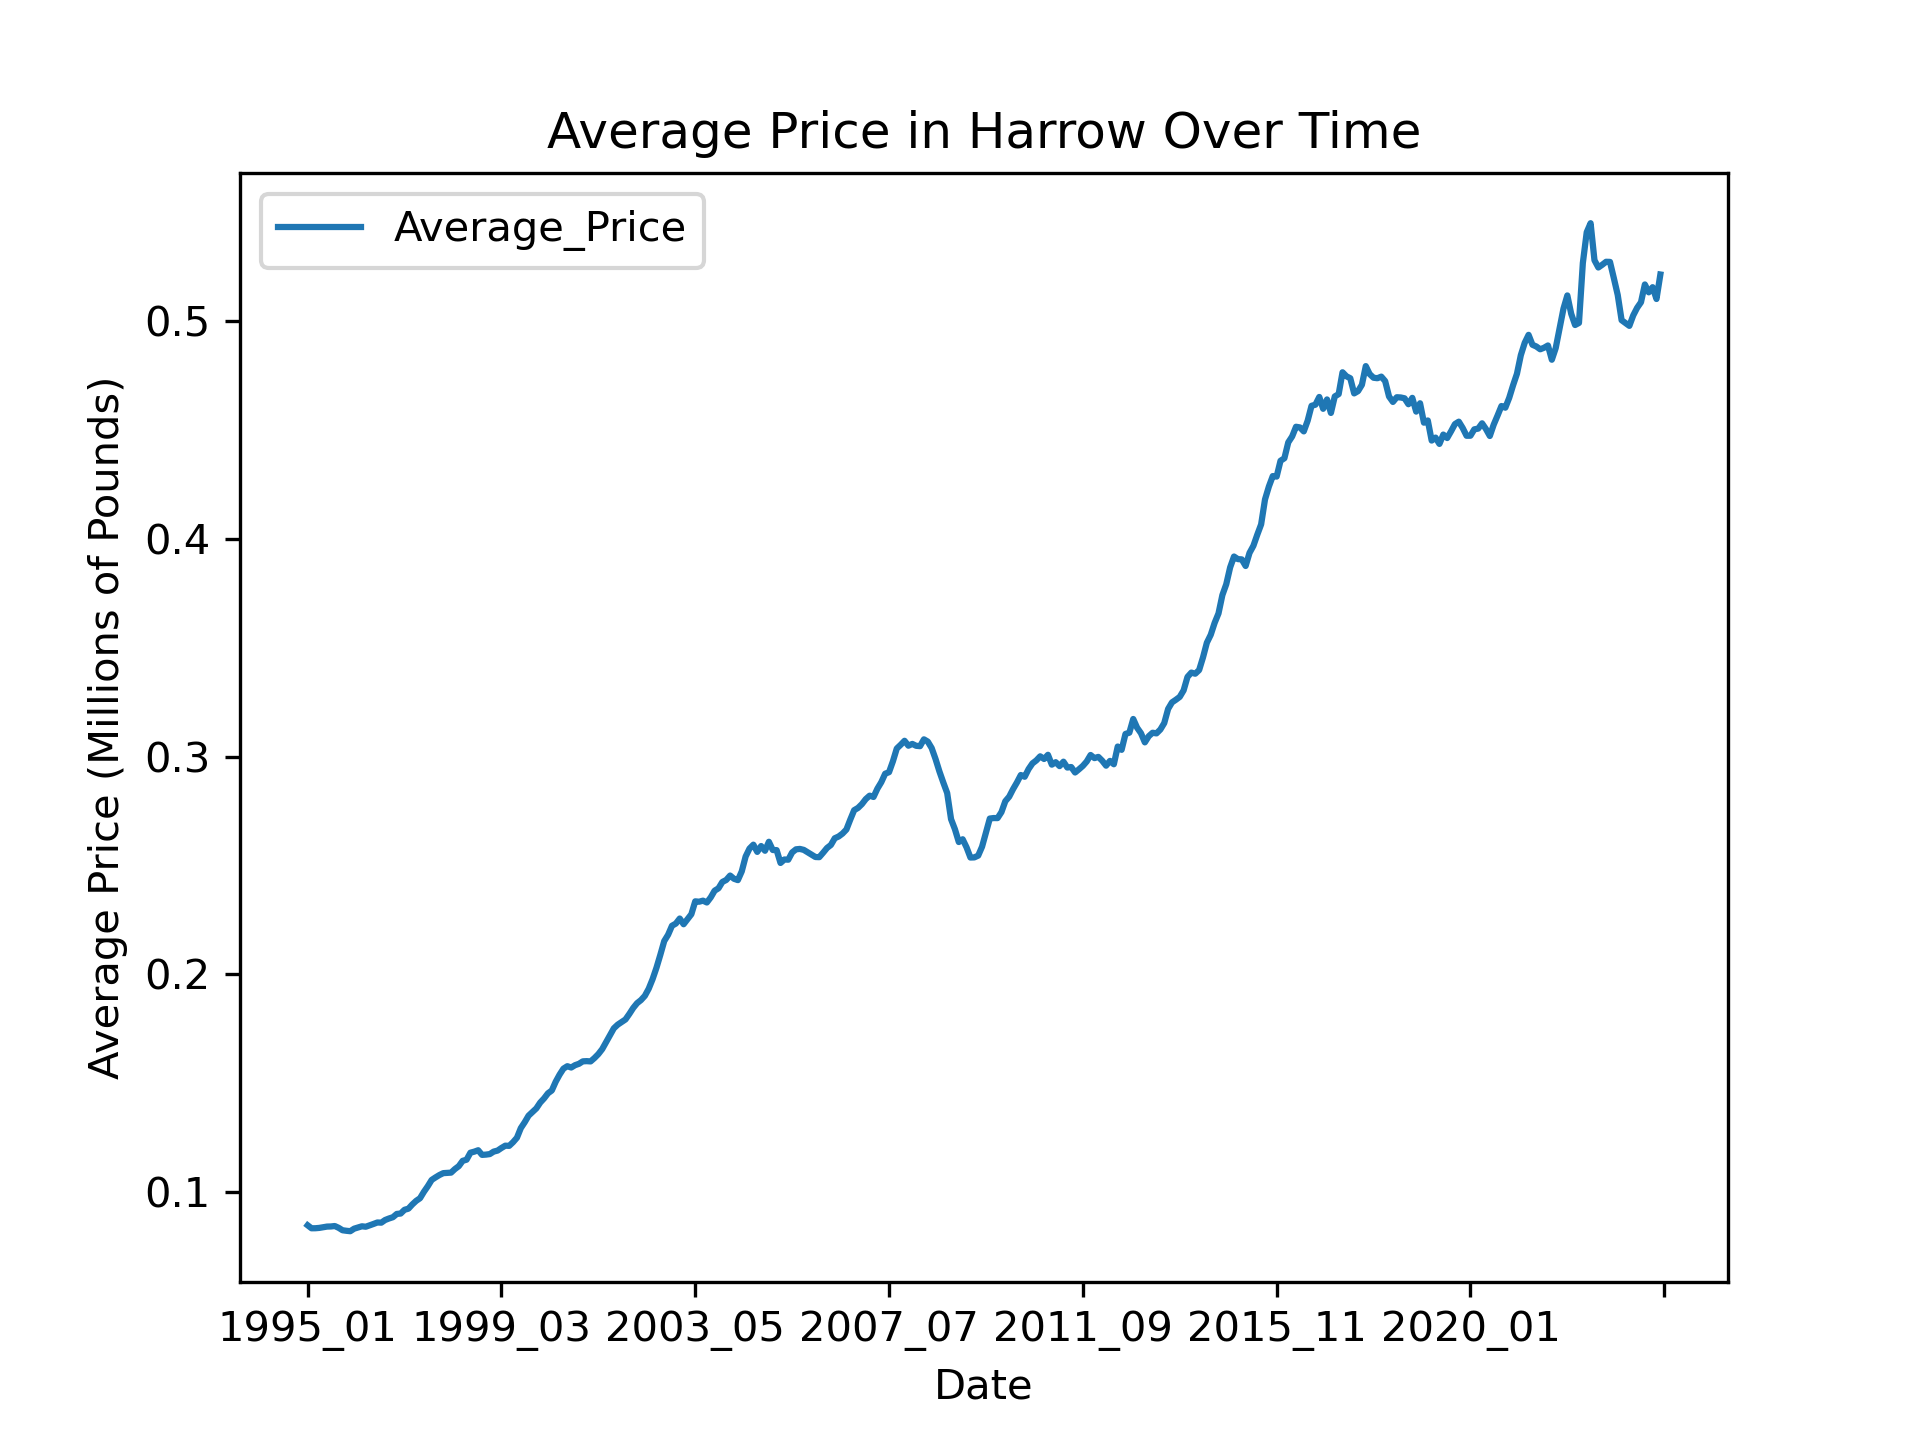 Average Price in Harrow Over Time
Average_Price
Average Price (Millions of Pounds)
0.5
0.4
0.3
0.2
0.1
1995_01 1999_03 2003_05 2007_07 2011_09 2015_11 2020_01
Date